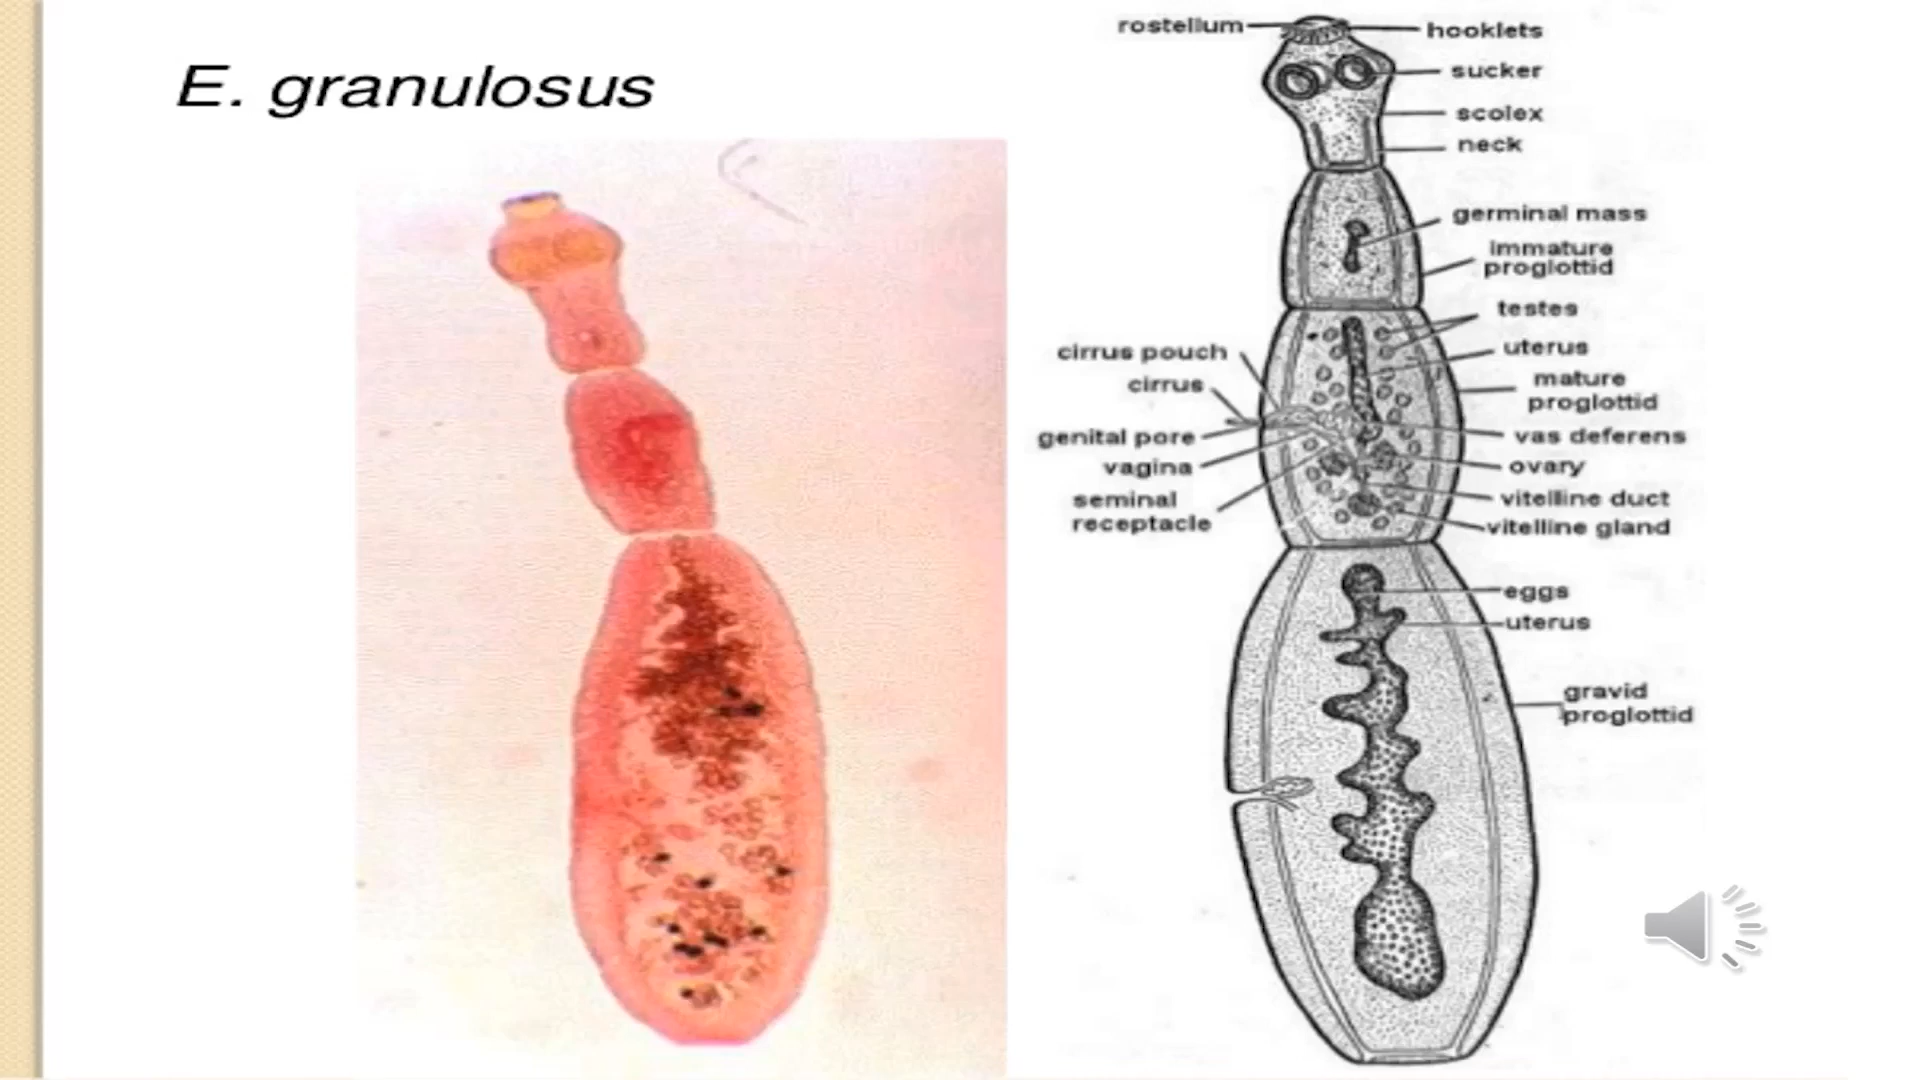 E. granulosus
rostellum
hooklets
sucker
scolex
neck
germinal mass
immature
proglottid
testes
uterus
mature
proglottid
vas deferens
ovary
vitelline duct
vitelline gland
cirrus pouch
cirrus
genital pore
vagina
seminal
receptacle
eggs
uterus
gravid
proglottid